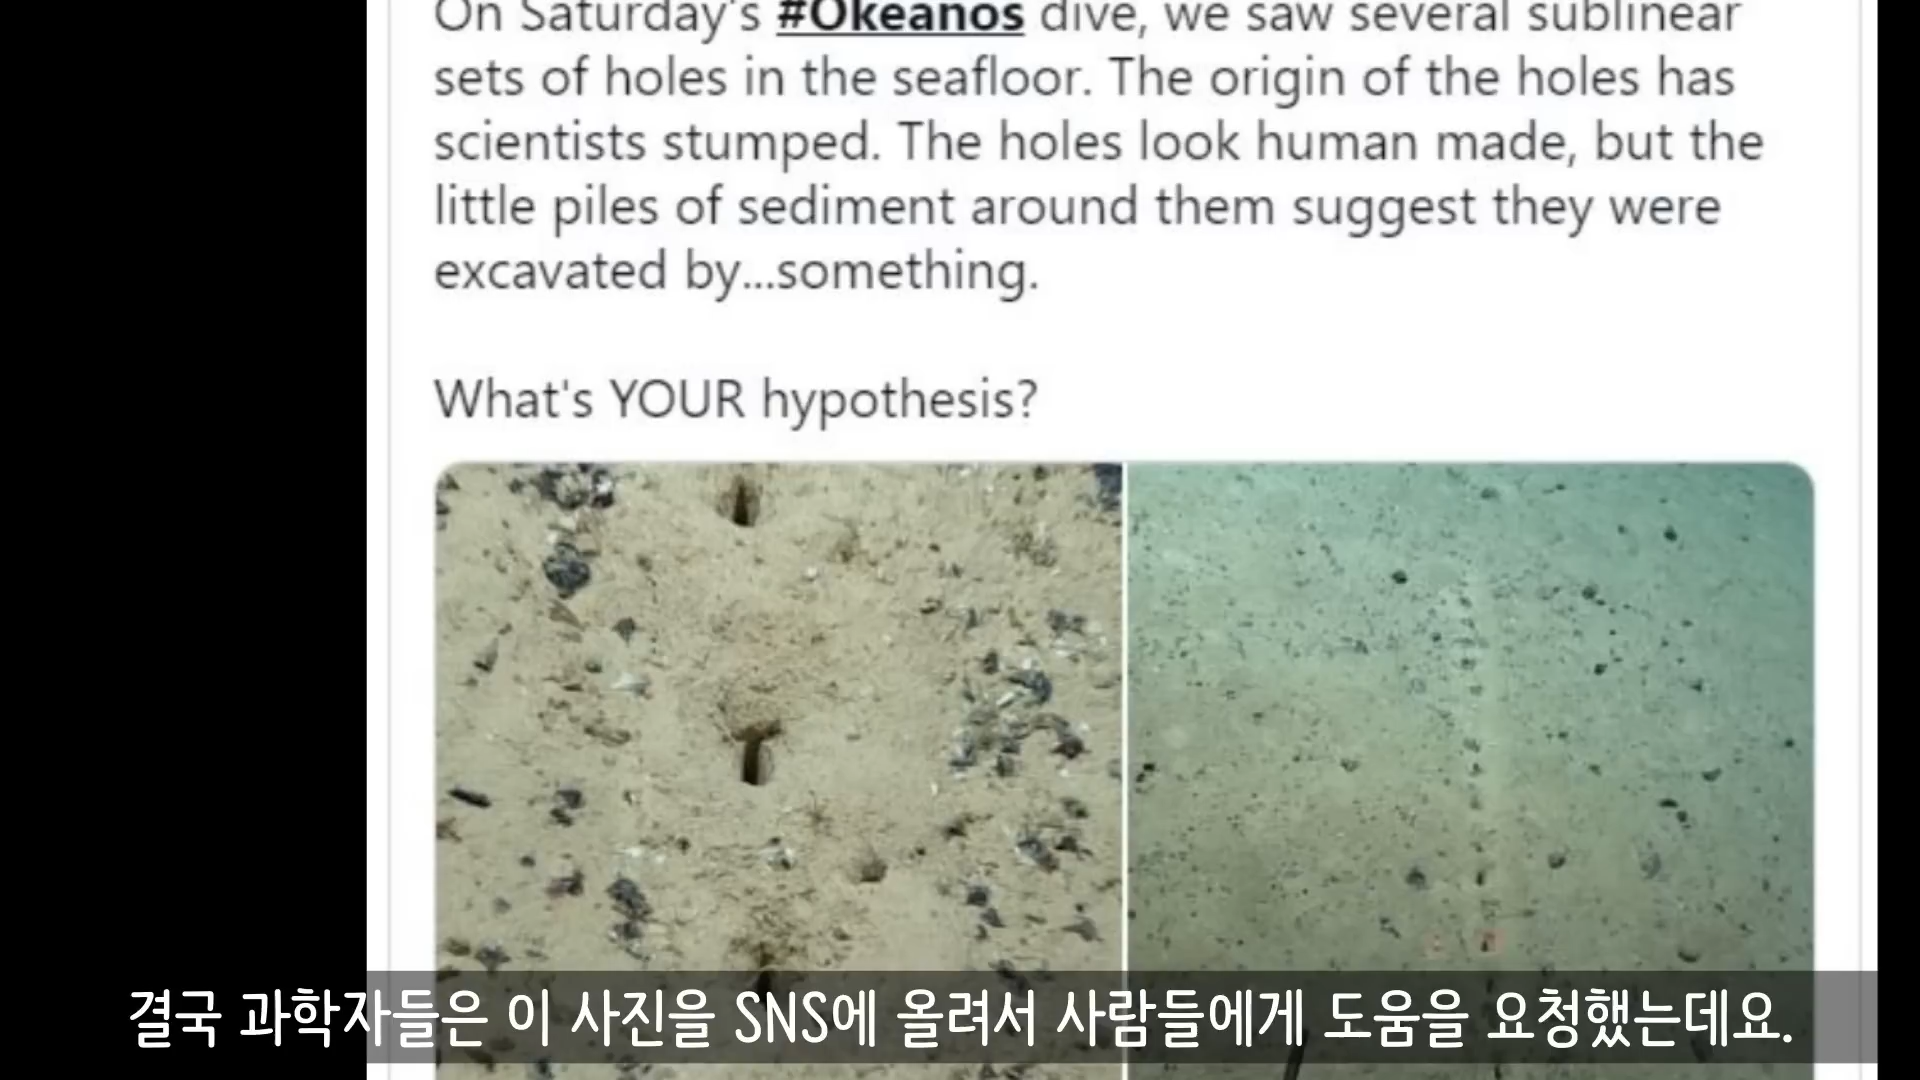 On Saturday's #Okeanos dive, we saw several sublinear
sets of holes in the seafloor. The origin of the holes has
scientists stumped. The holes look human made, but the
little piles of sediment around them suggest they were
excavated by...something.
What's YOUR hypothesis?
결국 과학자들은 이 사진을 SNS에 올려서 사람들에게 도움을 요청했는데요.